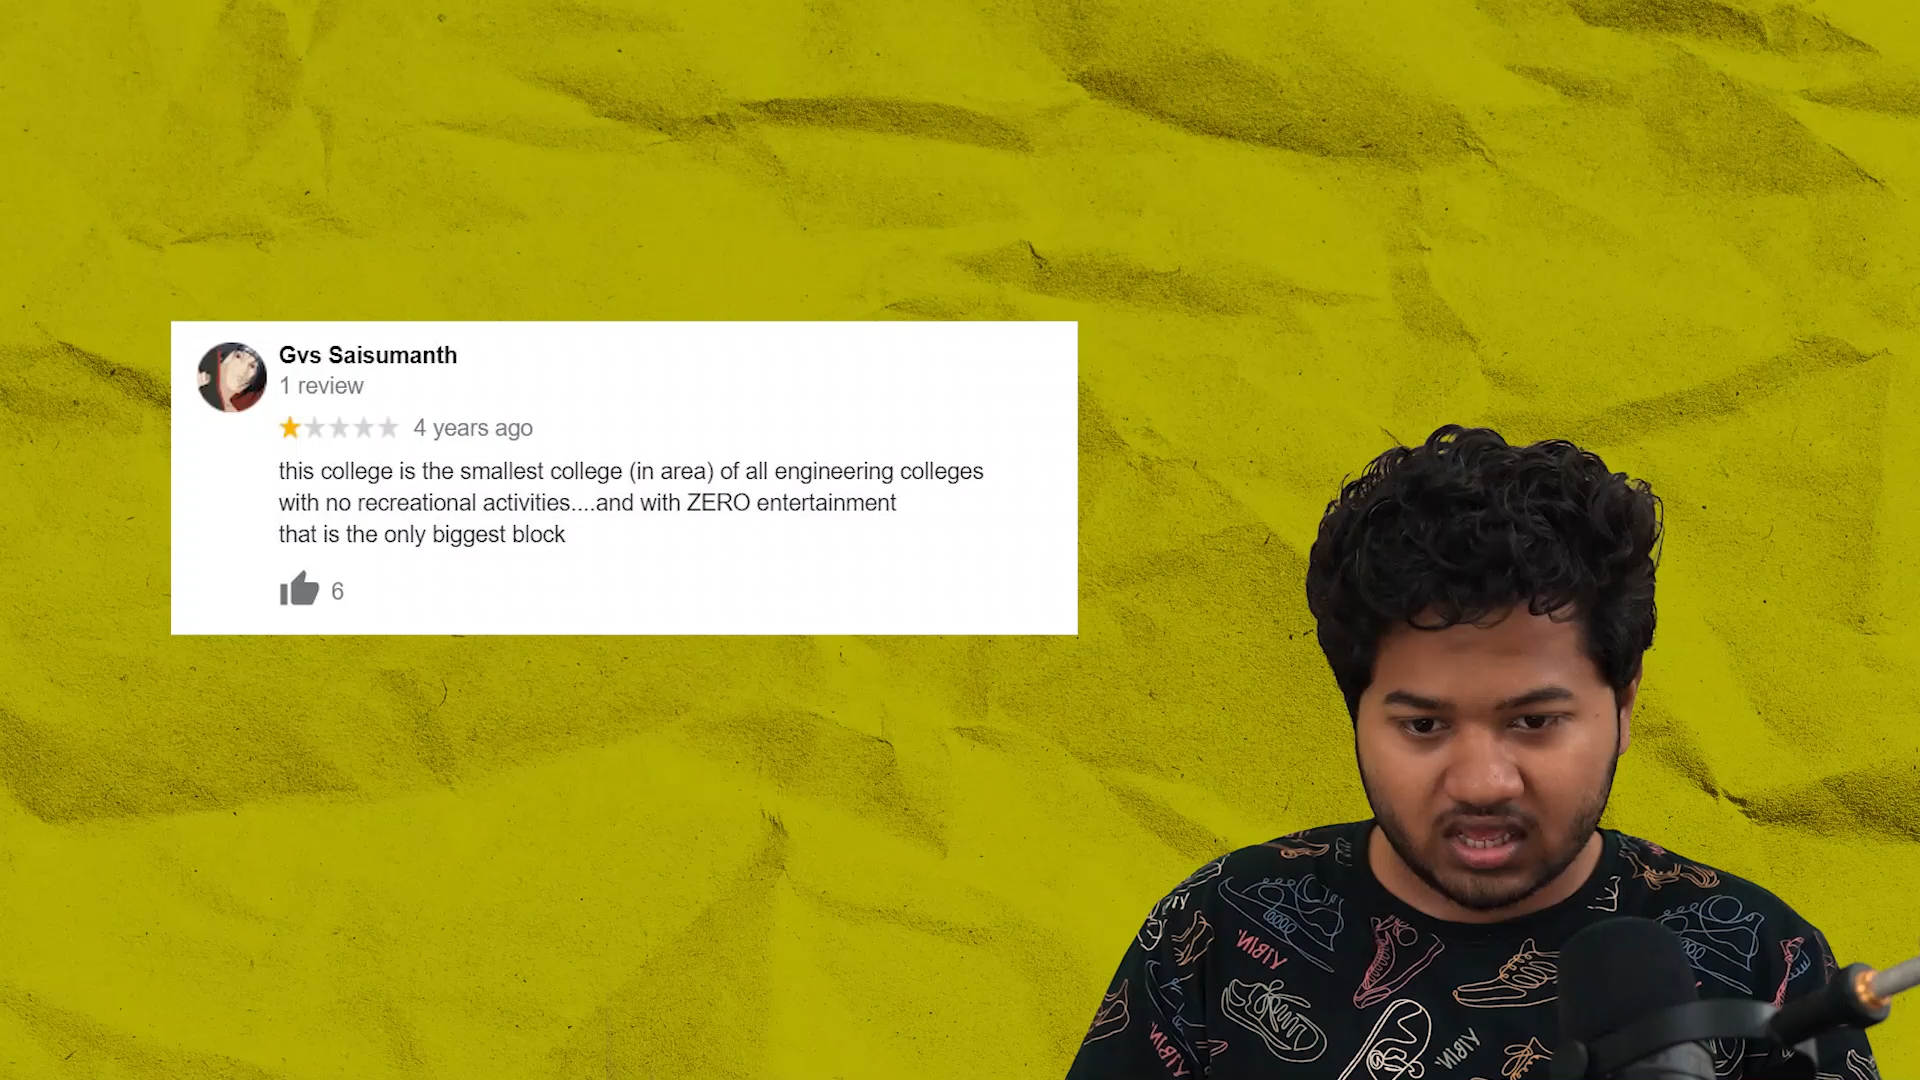 Gvs Saisumanth
1 review
4 years ago
this college is the smallest college (in area) of all engineering colleges
with no recreational activities....and with ZERO entertainment
that is the only biggest block
6